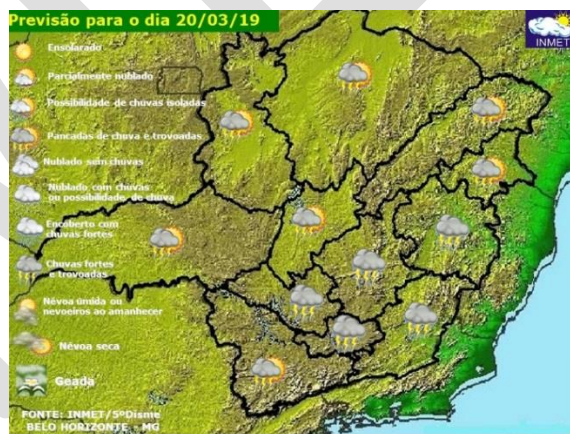 Previsão para o dia 20/03/19
INMET
Ensolarado
Parcialmente nublado
Possibilidade de chuvas isoladas
Pancadas de chuva e trovoadas
Nublado sem chuvas
Nublado com chuvas
ou possibilidade de chuva
Encoberto com
chuvas fortes
Chuvas fortes
e trovoadas
Névoa úmida ou
nevoeiros ao amanhecer
Névoa seca
Geada
FONTE: INMET/5ºDisme
BELO HORIZONTE - MG